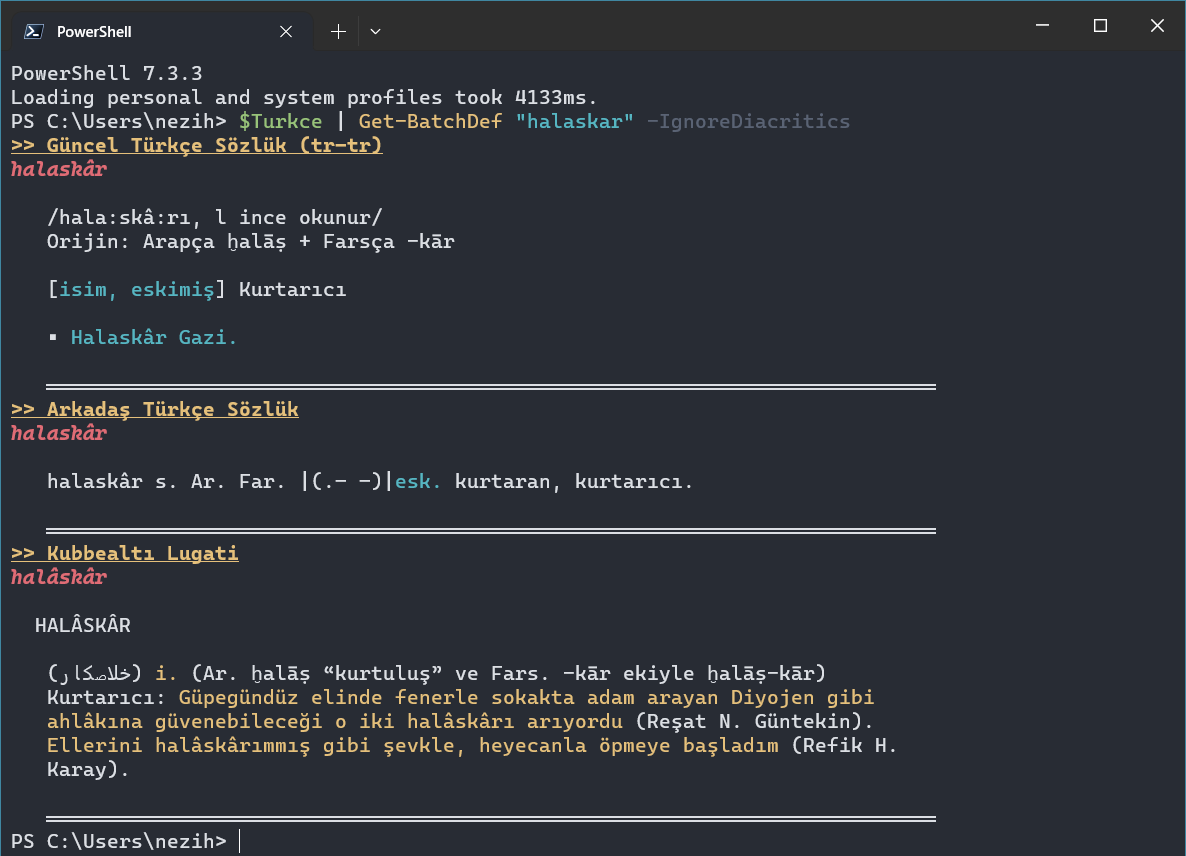 PowerShell
PowerShell 7.3.3
Loading personal and system profiles took 4133ms.
PS C:\Users\nezih> $Turkce | Get-BatchDef "halaskar" -IgnoreDiacritics
>> Güncel Türkçe Sözlük (tr-tr)
halaskâr
/hala:skâ:rı, l ince okunur/
Orijin: Arapça ḫalāṣ + Farsça -kār
[isim, eskimiş] Kurtarıcı
▪ Halaskâr Gazi.
>> Arkadaş Türkçe Sözlük
halaskâr
halaskâr s. Ar. Far. |(.- -)|esk. kurtaran, kurtarıcı.
>> Kubbealtı Lugati
halâskâr
HALÂSKÂR
(خلاصكار) i. (Ar. ḫalāṣ “kurtuluş” ve Fars. -kār ekiyle ḫalāṣ-kār)
Kurtarıcı: Güpegündüz elinde fenerle sokakta adam arayan Diyojen gibi
ahlâkına güvenebileceği o iki halâskârı arıyordu (Reşat N. Güntekin).
Ellerini halâskârımmış gibi şevkle, heyecanla öpmeye başladım (Refik H.
Karay).
PS C:\Users\nezih>